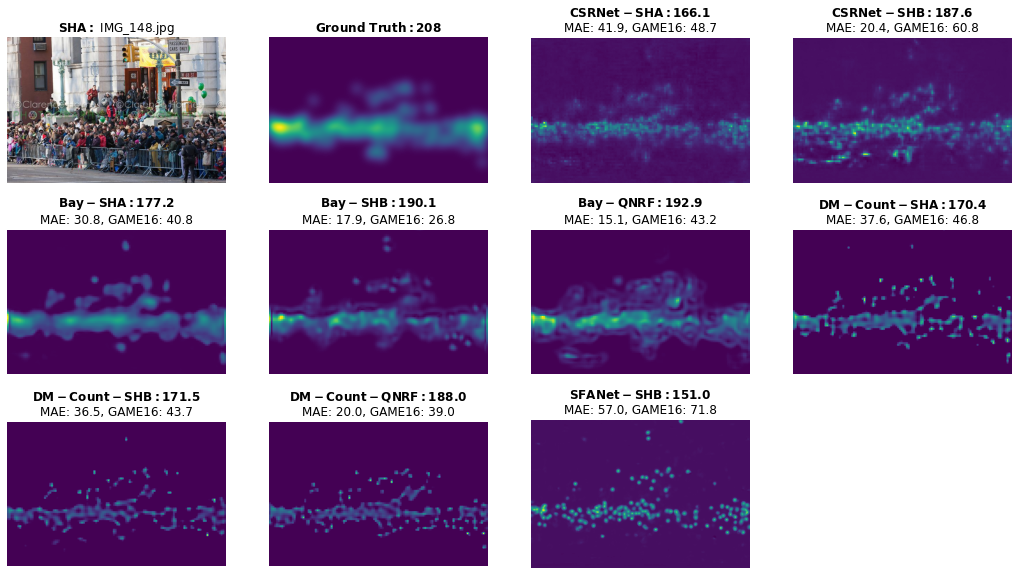 SHA: IMG_148.jpg
Ground Truth:208
CSRNet-SHA:166.1
MAE: 41.9, GAME16: 48.7
CSRNet-SHB:187.6
MAE: 20.4, GAME16: 60.8
Bay-SHA:177.2
MAE: 30.8, GAME16: 40.8
Bay-SHB:190.1
MAE: 17.9, GAME16: 26.8
Bay-QNRF:192.9
MAE: 15.1, GAME16: 43.2
DM-Count-SHA:170.4
MAE: 37.6, GAME16: 46.8
DM-Count-SHB:171.5
MAE: 36.5, GAME16: 43.7
DM-Count-QNRF:188.0
MAE: 20.0, GAME16: 39.0
SFANet-SHB:151.0
MAE: 57.0, GAME16: 71.8